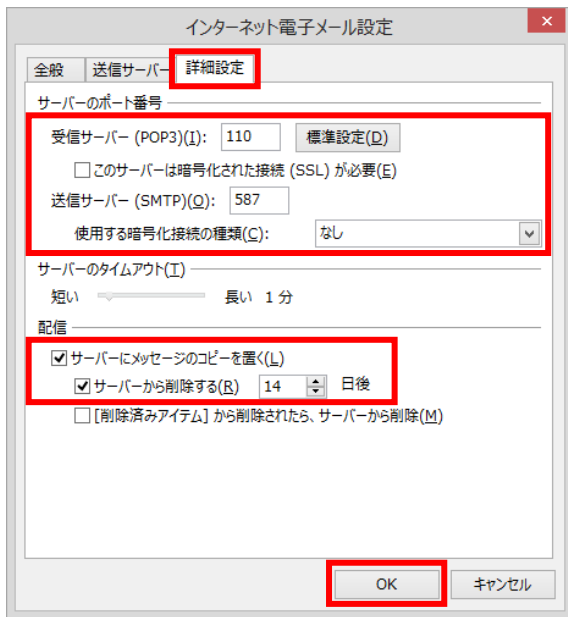 インターネット電子メール設定
全般 送信サーバー 詳細設定
サーバーのポート番号
受信サーバー (POP3)(I): 110 標準設定(D)
このサーバーは暗号化された接続 (SSL) が必要(E)
送信サーバー (SMTP)(O): 587
使用する暗号化接続の種類(C): なし
サーバーのタイムアウト(T)
短い 長い 1 分
配信
サーバーにメッセージのコピーを置く(L)
サーバーから削除する(R) 14 日後
[削除済みアイテム] から削除されたら、サーバーから削除(M)
OK キャンセル